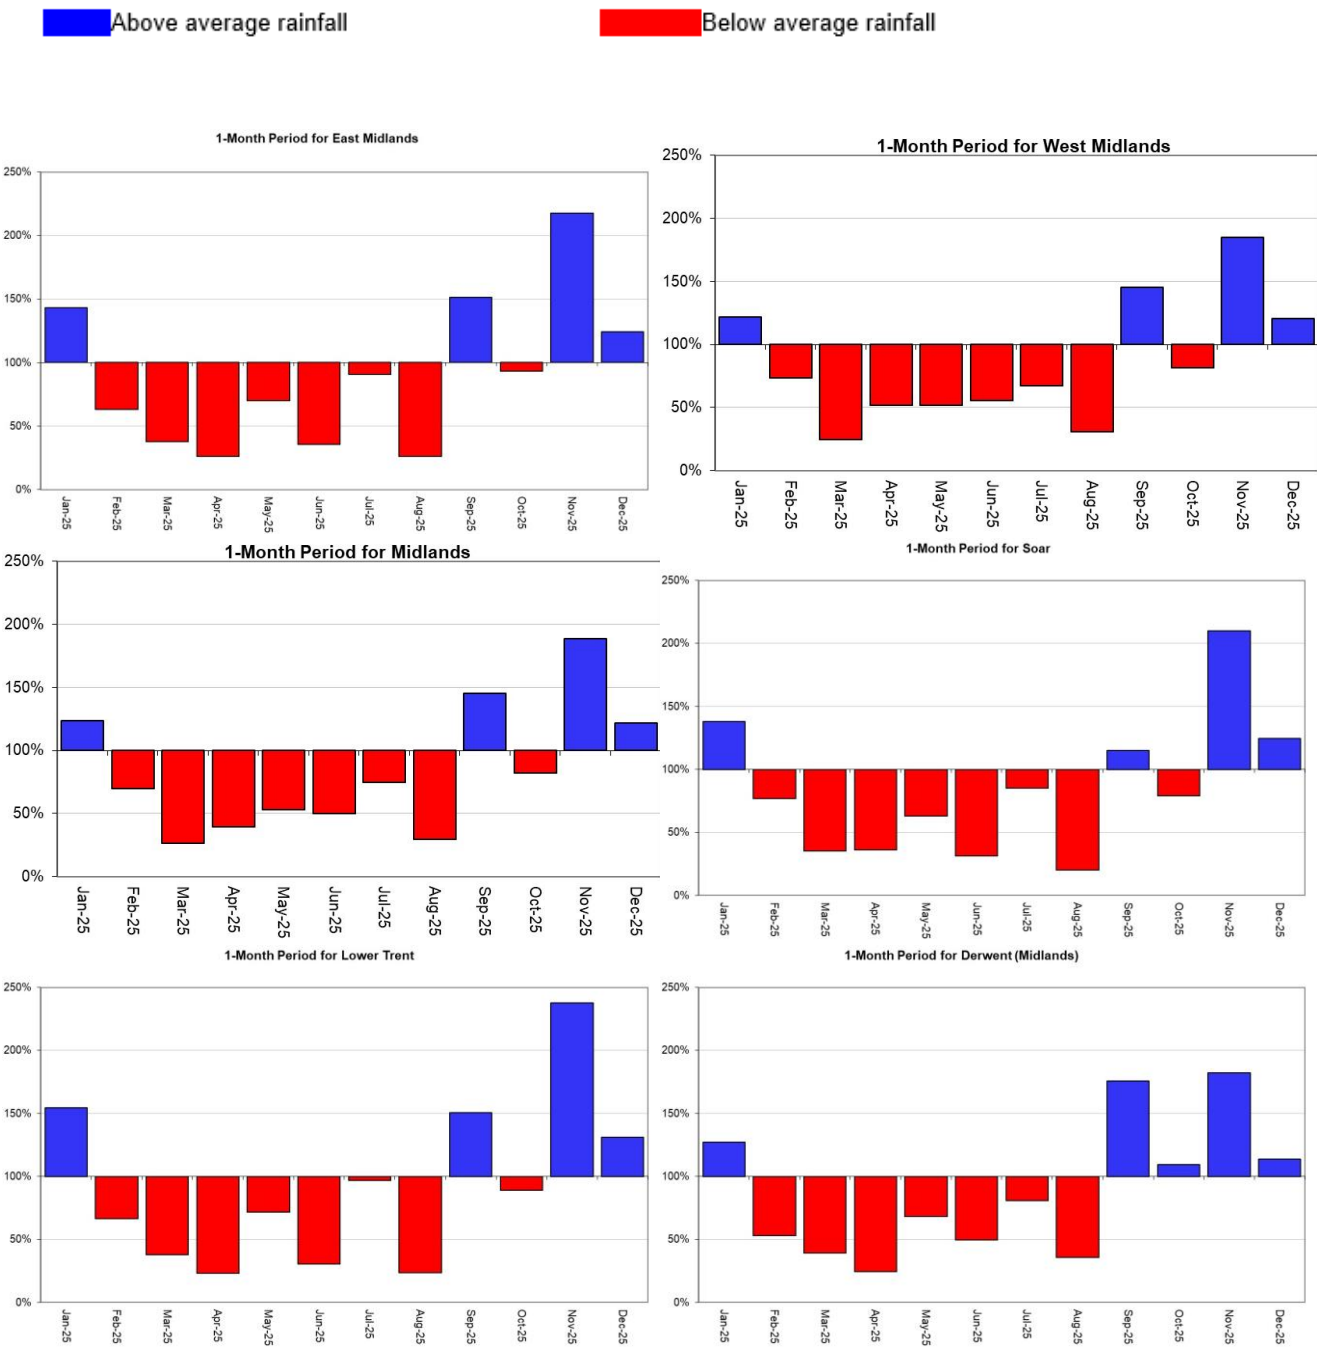 Above average rainfall
Below average rainfall
1-Month Period for East Midlands
250%
200%
150%
100%
50%
0%
Jan-25
Feb-25
Mar-25
Apr-25
May-25
Jun-25
Jul-25
Aug-25
Sep-25
Oct-25
Nov-25
Dec-25
1-Month Period for West Midlands
250%
200%
150%
100%
50%
0%
Jan-25
Feb-25
Mar-25
Apr-25
May-25
Jun-25
Jul-25
Aug-25
Sep-25
Oct-25
Nov-25
Dec-25
1-Month Period for Midlands
250%
200%
150%
100%
50%
0%
Jan-25
Feb-25
Mar-25
Apr-25
May-25
Jun-25
Jul-25
Aug-25
Sep-25
Oct-25
Nov-25
Dec-25
1-Month Period for Soar
250%
200%
150%
100%
50%
0%
Jan-25
Feb-25
Mar-25
Apr-25
May-25
Jun-25
Jul-25
Aug-25
Sep-25
Oct-25
Nov-25
Dec-25
1-Month Period for Lower Trent
250%
200%
150%
100%
50%
0%
Jan-25
Feb-25
Mar-25
Apr-25
May-25
Jun-25
Jul-25
Aug-25
Sep-25
Oct-25
Nov-25
Dec-25
1-Month Period for Derwent (Midlands)
250%
200%
150%
100%
50%
0%
Jan-25
Feb-25
Mar-25
Apr-25
May-25
Jun-25
Jul-25
Aug-25
Sep-25
Oct-25
Nov-25
Dec-25